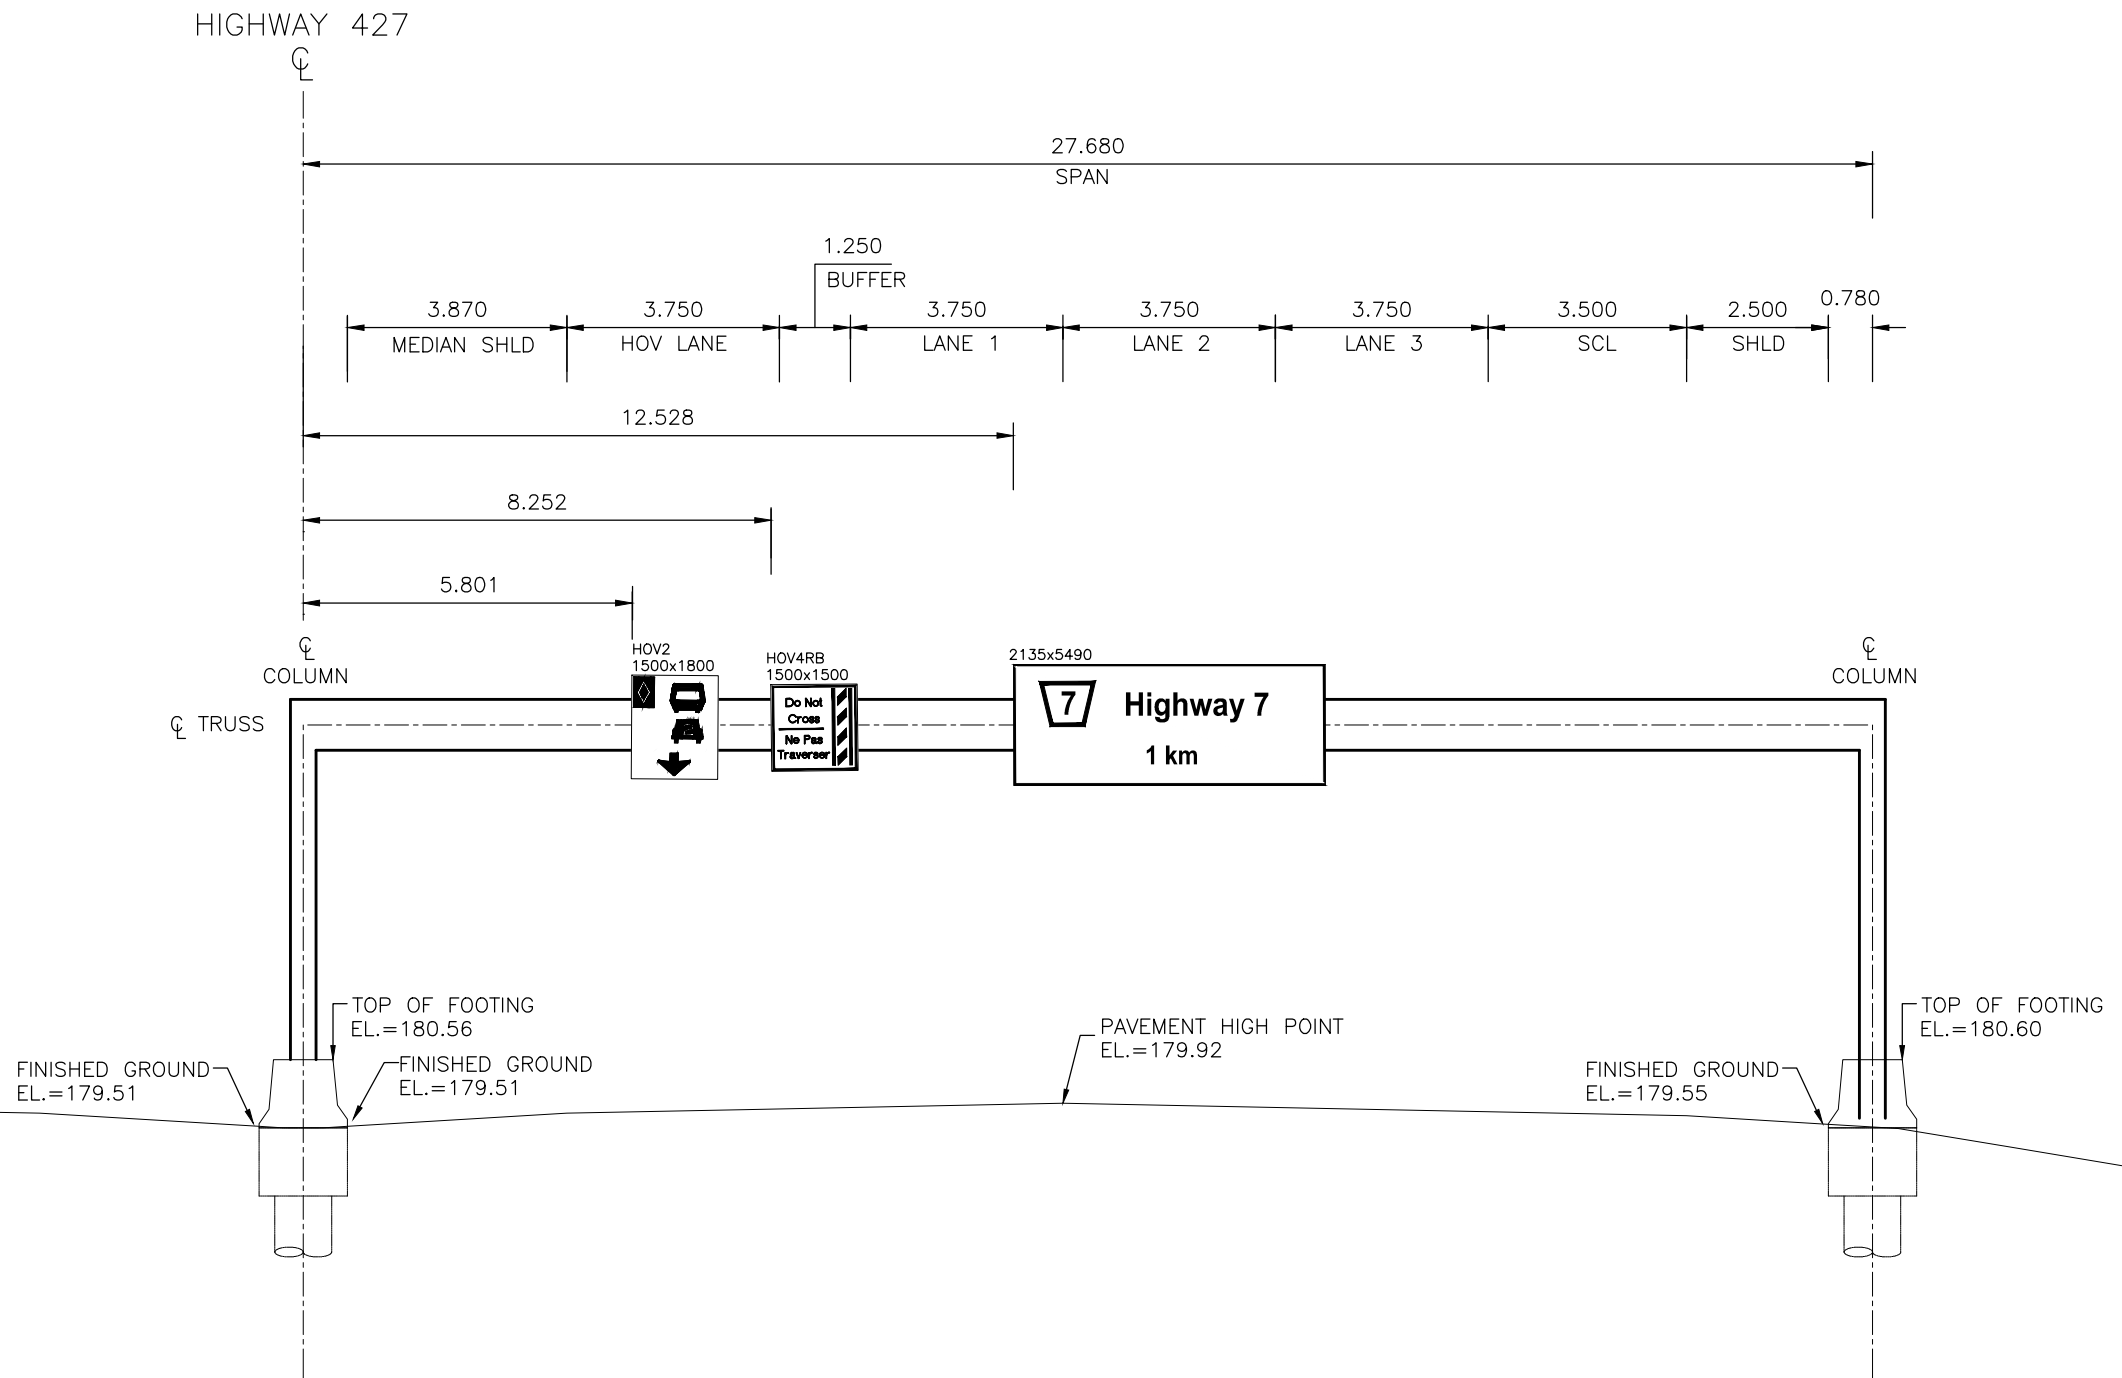 HIGHWAY 427
℄
27.680
SPAN
1.250
BUFFER
3.870
MEDIAN SHLD
3.750
HOV LANE
3.750
LANE 1
3.750
LANE 2
3.750
LANE 3
3.500
SCL
2.500
SHLD
0.780
12.528
8.252
5.801
℄
COLUMN
HOV2
1500x1800
HOV4RB
1500x1500
2135x5490
℄
COLUMN
℄ TRUSS
Do Not
Cross
Ne Pas
Traverser
7 Highway 7
1 km
TOP OF FOOTING
EL.=180.56
FINISHED GROUND
EL.=179.51
FINISHED GROUND
EL.=179.51
PAVEMENT HIGH POINT
EL.=179.92
TOP OF FOOTING
EL.=180.60
FINISHED GROUND
EL.=179.55